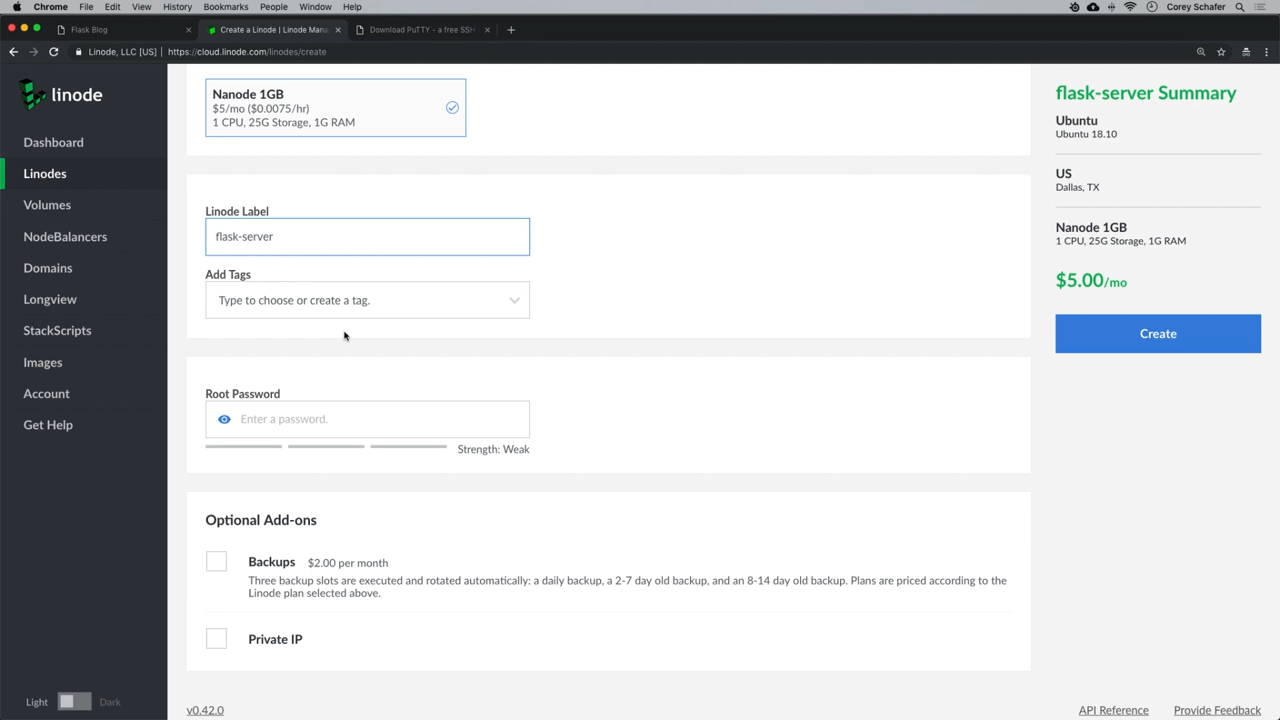 Chrome File Edit View History Bookmarks People Window Help Corey Schafer
Flask Blog Create a Linode | Linode Mana Download PuTTY - a free SSH
Linode, LLC [US] https://cloud.linode.com/linodes/create
linode
Dashboard
Linodes
Volumes
NodeBalancers
Domains
Longview
StackScripts
Images
Account
Get Help
Light Dark
Nanode 1GB
$5/mo ($0.0075/hr)
1 CPU, 25G Storage, 1G RAM
Linode Label
flask-server
Add Tags
Type to choose or create a tag.
Root Password
Enter a password.
Strength: Weak
Optional Add-ons
Backups $2.00 per month
Three backup slots are executed and rotated automatically: a daily backup, a 2-7 day old backup, and an 8-14 day old backup. Plans are priced according to the
Linode plan selected above.
Private IP
flask-server Summary
Ubuntu
Ubuntu 18.10
US
Dallas, TX
Nanode 1GB
1 CPU, 25G Storage, 1G RAM
$5.00/mo
Create
v0.42.0
API Reference Provide Feedback